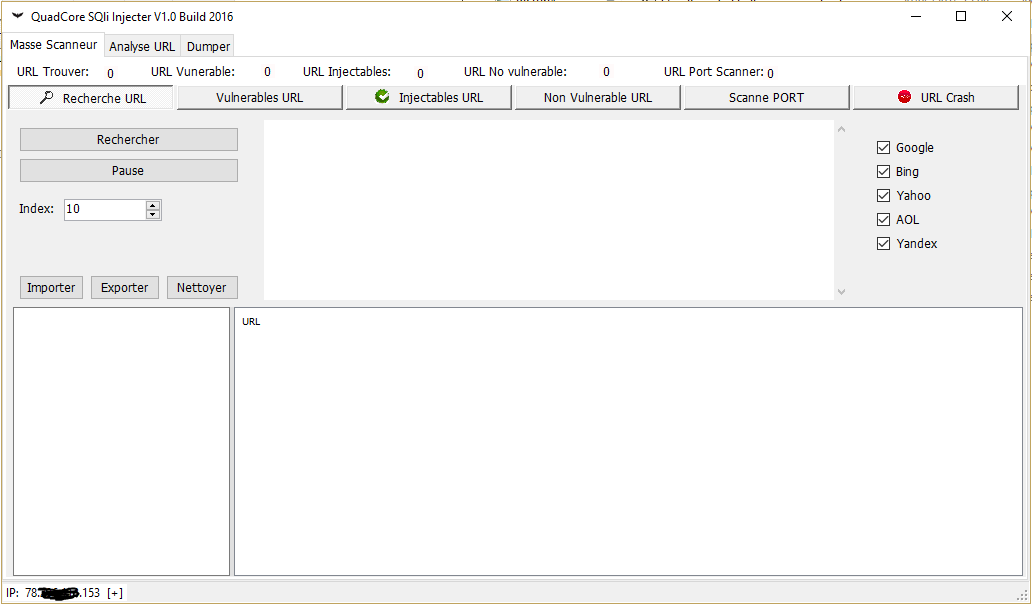 QuadCore SQli Injecter V1.0 Build 2016
Masse Scanneur Analyse URL Dumper
URL Trouver: 0 URL Vunerable: 0 URL Injectables: 0 URL No vulnerable: 0 URL Port Scanner: 0
Recherche URL Vulnerables URL Injectables URL Non Vulnerable URL Scanne PORT URL Crash
Rechercher
Pause
Index: 10
Importer Exporter Nettoyer
Google
Bing
Yahoo
AOL
Yandex
URL
IP: 78. .153 [+]